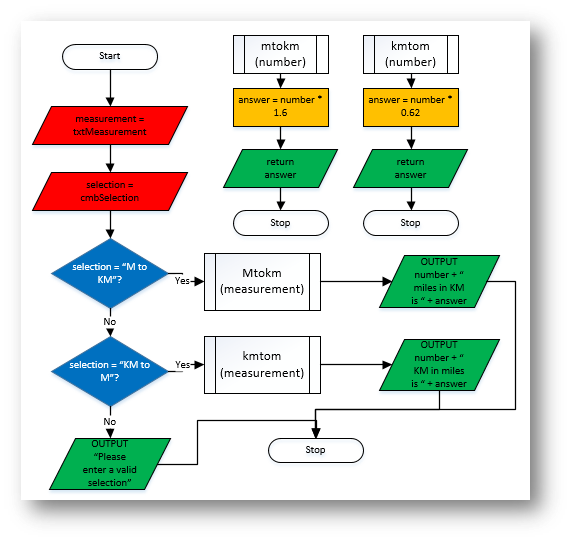 Start
measurement =
txtMeasurement
selection =
cmbSelection
selection = “M to
KM”?
Yes
No
selection = “KM to
M”?
Yes
No
OUTPUT
“Please
enter a valid
selection”
mtokm
(number)
answer = number *
1.6
return
answer
Stop
kmtom
(number)
answer = number *
0.62
return
answer
Stop
Mtokm
(measurement)
OUTPUT
number + “
miles in KM
is “ + answer
kmtom
(measurement)
OUTPUT
number + “
KM in miles
is “ + answer
Stop